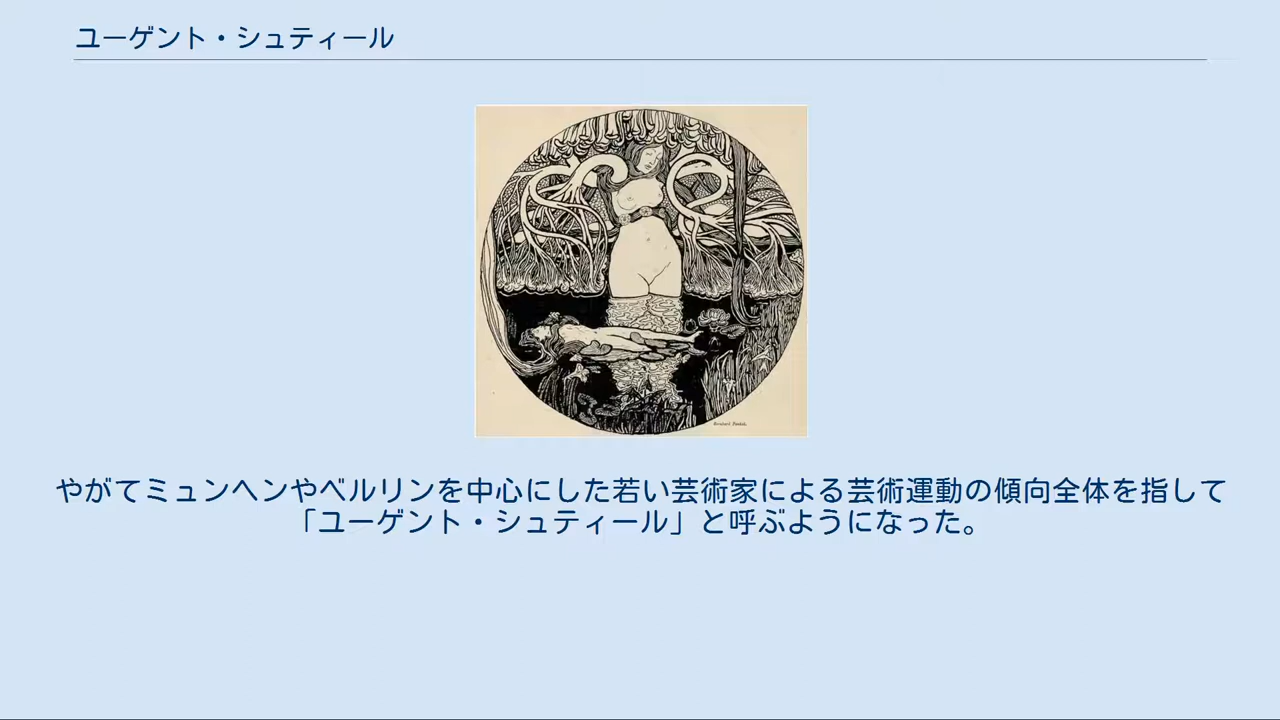 ユーゲント・シュティール
やがてミュンヘンやベルリンを中心にした若い芸術家による芸術運動の傾向全体を指して
「ユーゲント・シュティール」と呼ぶようになった。